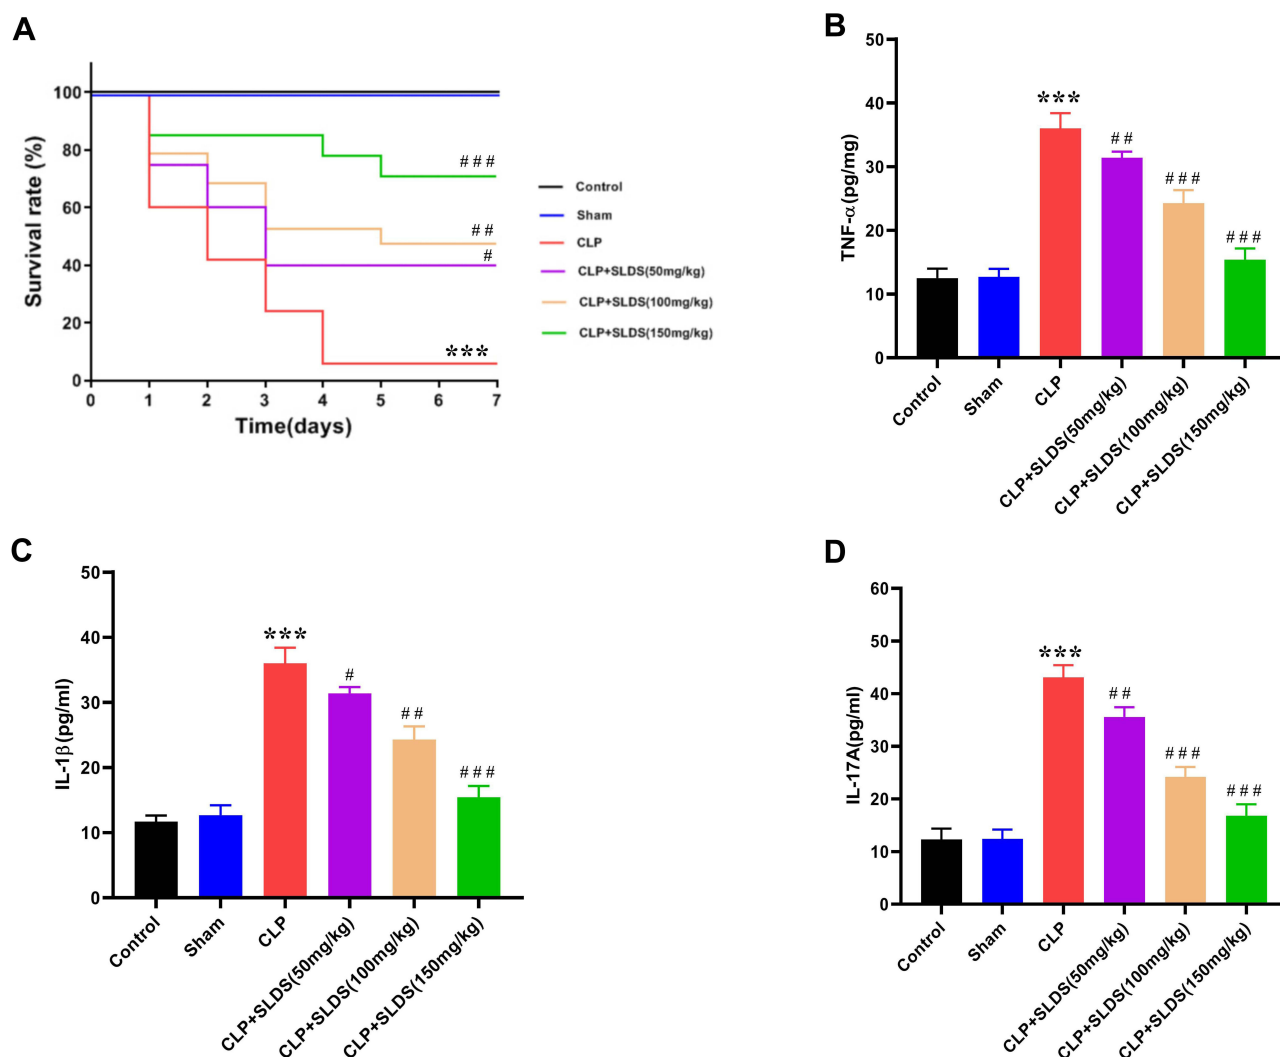 A
Survival rate (%)
100
80
60
40
20
0
###
##
#
***
0 1 2 3 4 5 6 7
Time(days)
Control
Sham
CLP
CLP+SLDS(50mg/kg)
CLP+SLDS(100mg/kg)
CLP+SLDS(150mg/kg)
B
TNF-α(pg/mg)
50
40
30
20
10
0
***
##
###
###
Control
Sham
CLP
CLP+SLDS(50mg/kg)
CLP+SLDS(100mg/kg)
CLP+SLDS(150mg/kg)
C
IL-1β(pg/ml)
50
40
30
20
10
0
***
#
##
###
Control
Sham
CLP
CLP+SLDS(50mg/kg)
CLP+SLDS(100mg/kg)
CLP+SLDS(150mg/kg)
D
IL-17A(pg/ml)
60
50
40
30
20
10
0
***
##
###
###
Control
Sham
CLP
CLP+SLDS(50mg/kg)
CLP+SLDS(100mg/kg)
CLP+SLDS(150mg/kg)